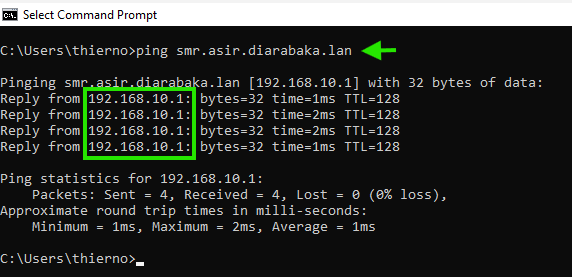 Select Command Prompt
C:\Users\thierno>ping smr.asir.diarabaka.lan
Pinging smr.asir.diarabaka.lan [192.168.10.1] with 32 bytes of data:
Reply from 192.168.10.1: bytes=32 time=1ms TTL=128
Reply from 192.168.10.1: bytes=32 time=2ms TTL=128
Reply from 192.168.10.1: bytes=32 time=2ms TTL=128
Reply from 192.168.10.1: bytes=32 time=1ms TTL=128
Ping statistics for 192.168.10.1:
    Packets: Sent = 4, Received = 4, Lost = 0 (0% loss),
Approximate round trip times in milli-seconds:
    Minimum = 1ms, Maximum = 2ms, Average = 1ms
C:\Users\thierno>